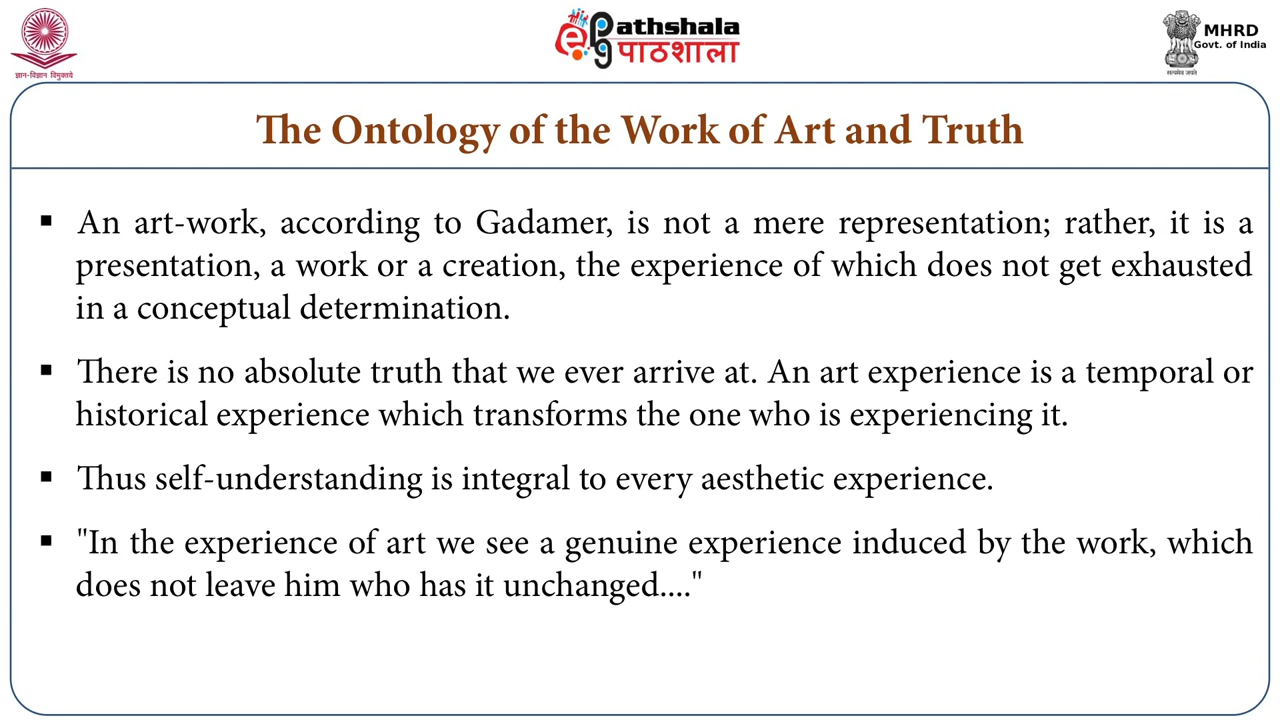 ज्ञान-विज्ञान विमुक्तये
ePathshala
पाठशाला
सत्यमेव जयते
MHRD
Govt. of India
The Ontology of the Work of Art and Truth
▪ An art-work, according to Gadamer, is not a mere representation; rather, it is a
presentation, a work or a creation, the experience of which does not get exhausted
in a conceptual determination.
▪ There is no absolute truth that we ever arrive at. An art experience is a temporal or
historical experience which transforms the one who is experiencing it.
▪ Thus self-understanding is integral to every aesthetic experience.
▪ "In the experience of art we see a genuine experience induced by the work, which
does not leave him who has it unchanged...."